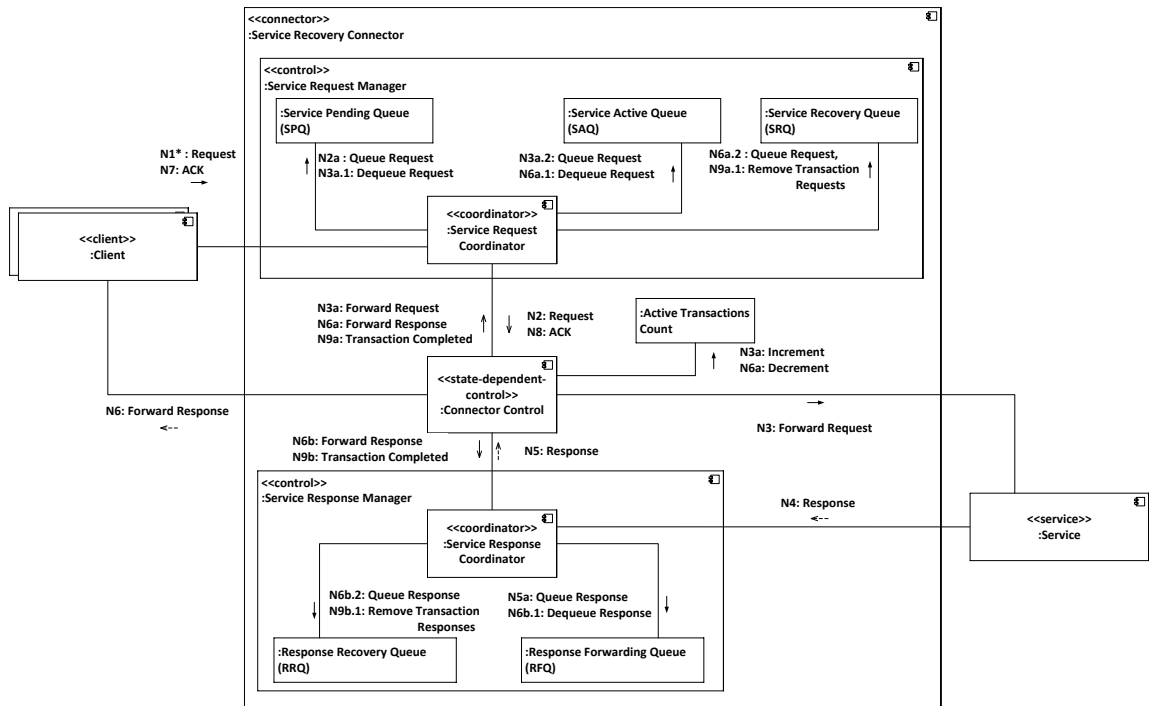 <<connector>>
:Service Recovery Connector
<<control>>
:Service Request Manager
:Service Pending Queue
(SPQ)
:Service Active Queue
(SAQ)
:Service Recovery Queue
(SRQ)
N1* : Request
N7: ACK
N2a : Queue Request
N3a.1: Dequeue Request
N3a.2: Queue Request
N6a.1: Dequeue Request
N6a.2 : Queue Request,
N9a.1: Remove Transaction
Requests
<<client>>
:Client
<<coordinator>>
:Service Request
Coordinator
N3a: Forward Request
N6a: Forward Response
N9a: Transaction Completed
N2: Request
N8: ACK
:Active Transactions
Count
N3a: Increment
N6a: Decrement
<<state-dependent-
control>>
:Connector Control
N6: Forward Response
N3: Forward Request
N6b: Forward Response
N9b: Transaction Completed
N5: Response
<<control>>
:Service Response Manager
N4: Response
<<coordinator>>
:Service Response
Coordinator
<<service>>
:Service
N6b.2: Queue Response
N9b.1: Remove Transaction
Responses
N5a: Queue Response
N6b.1: Dequeue Response
:Response Recovery Queue
(RRQ)
:Response Forwarding Queue
(RFQ)